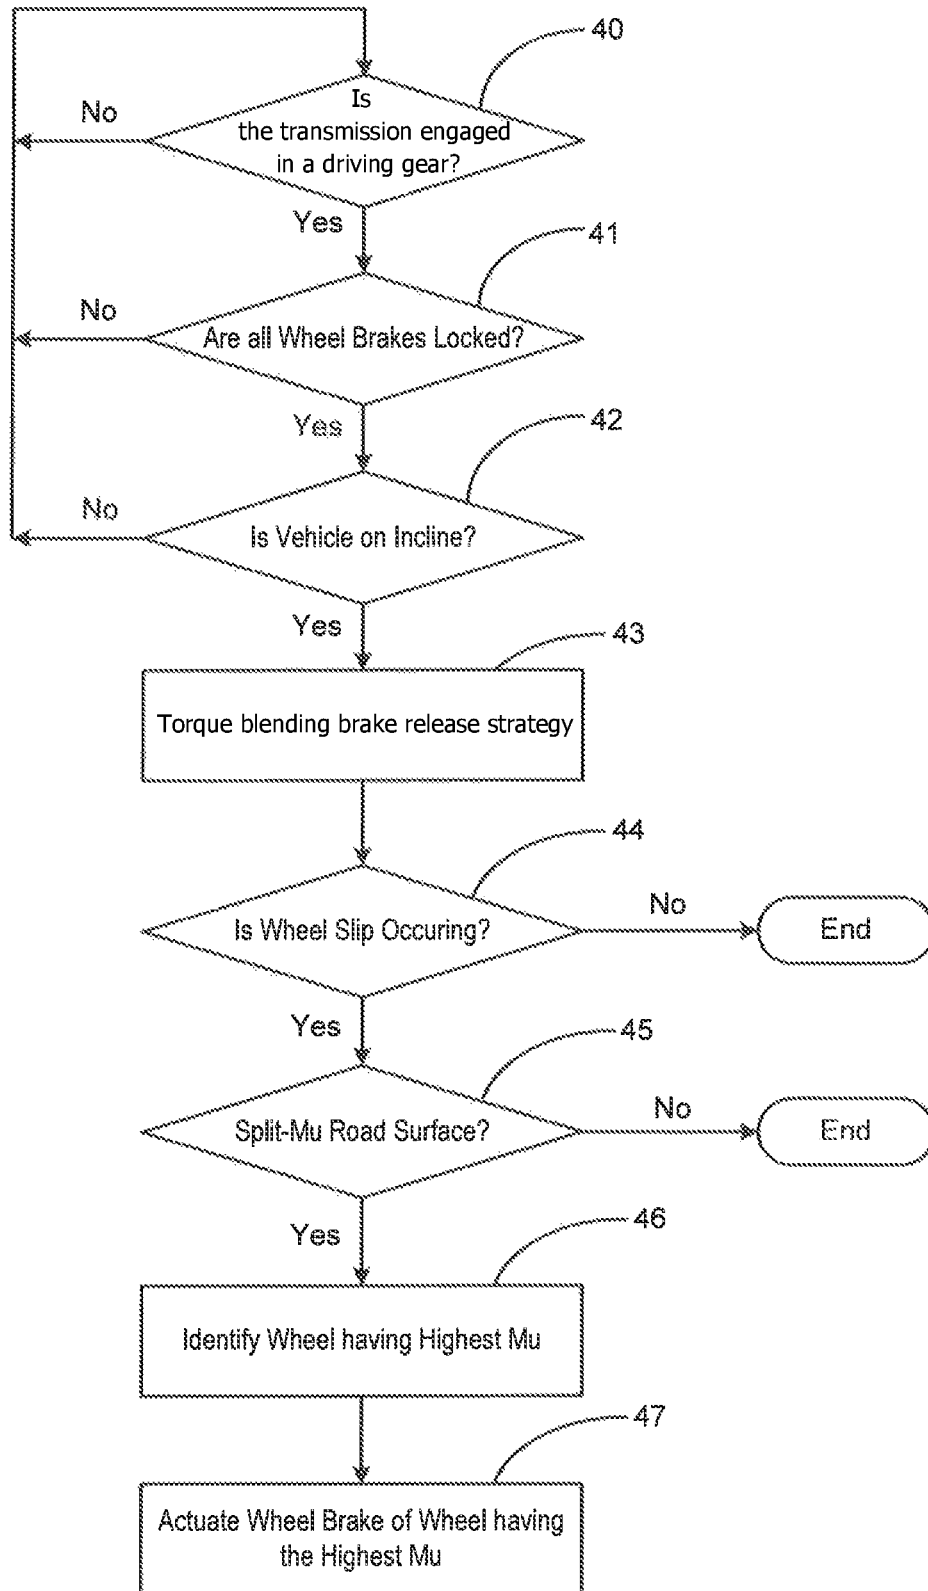 40
Is
the transmission engaged
in a driving gear?
No
Yes
41
Are all Wheel Brakes Locked?
No
Yes
42
Is Vehicle on Incline?
No
Yes
43
Torque blending brake release strategy
44
Is Wheel Slip Occuring?
No
End
Yes
45
Split-Mu Road Surface?
No
End
Yes
46
Identify Wheel having Highest Mu
47
Actuate Wheel Brake of Wheel having
the Highest Mu